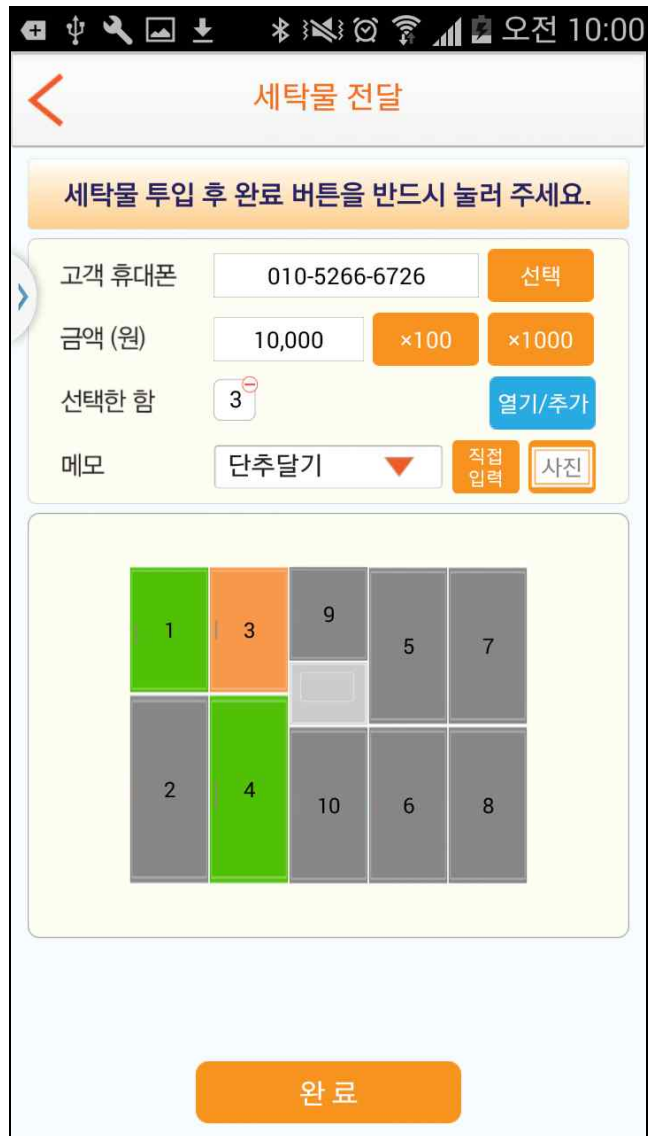 오전 10:00
세탁물 전달
세탁물 투입 후 완료 버튼을 반드시 눌러 주세요.
고객 휴대폰 010-5266-6726 선택
금액 (원) 10,000 ×100 ×1000
선택한 함 3 열기/추가
메모 단추달기 직접 입력 사진
1 3 9 5 7
2 4 10 6 8
완료